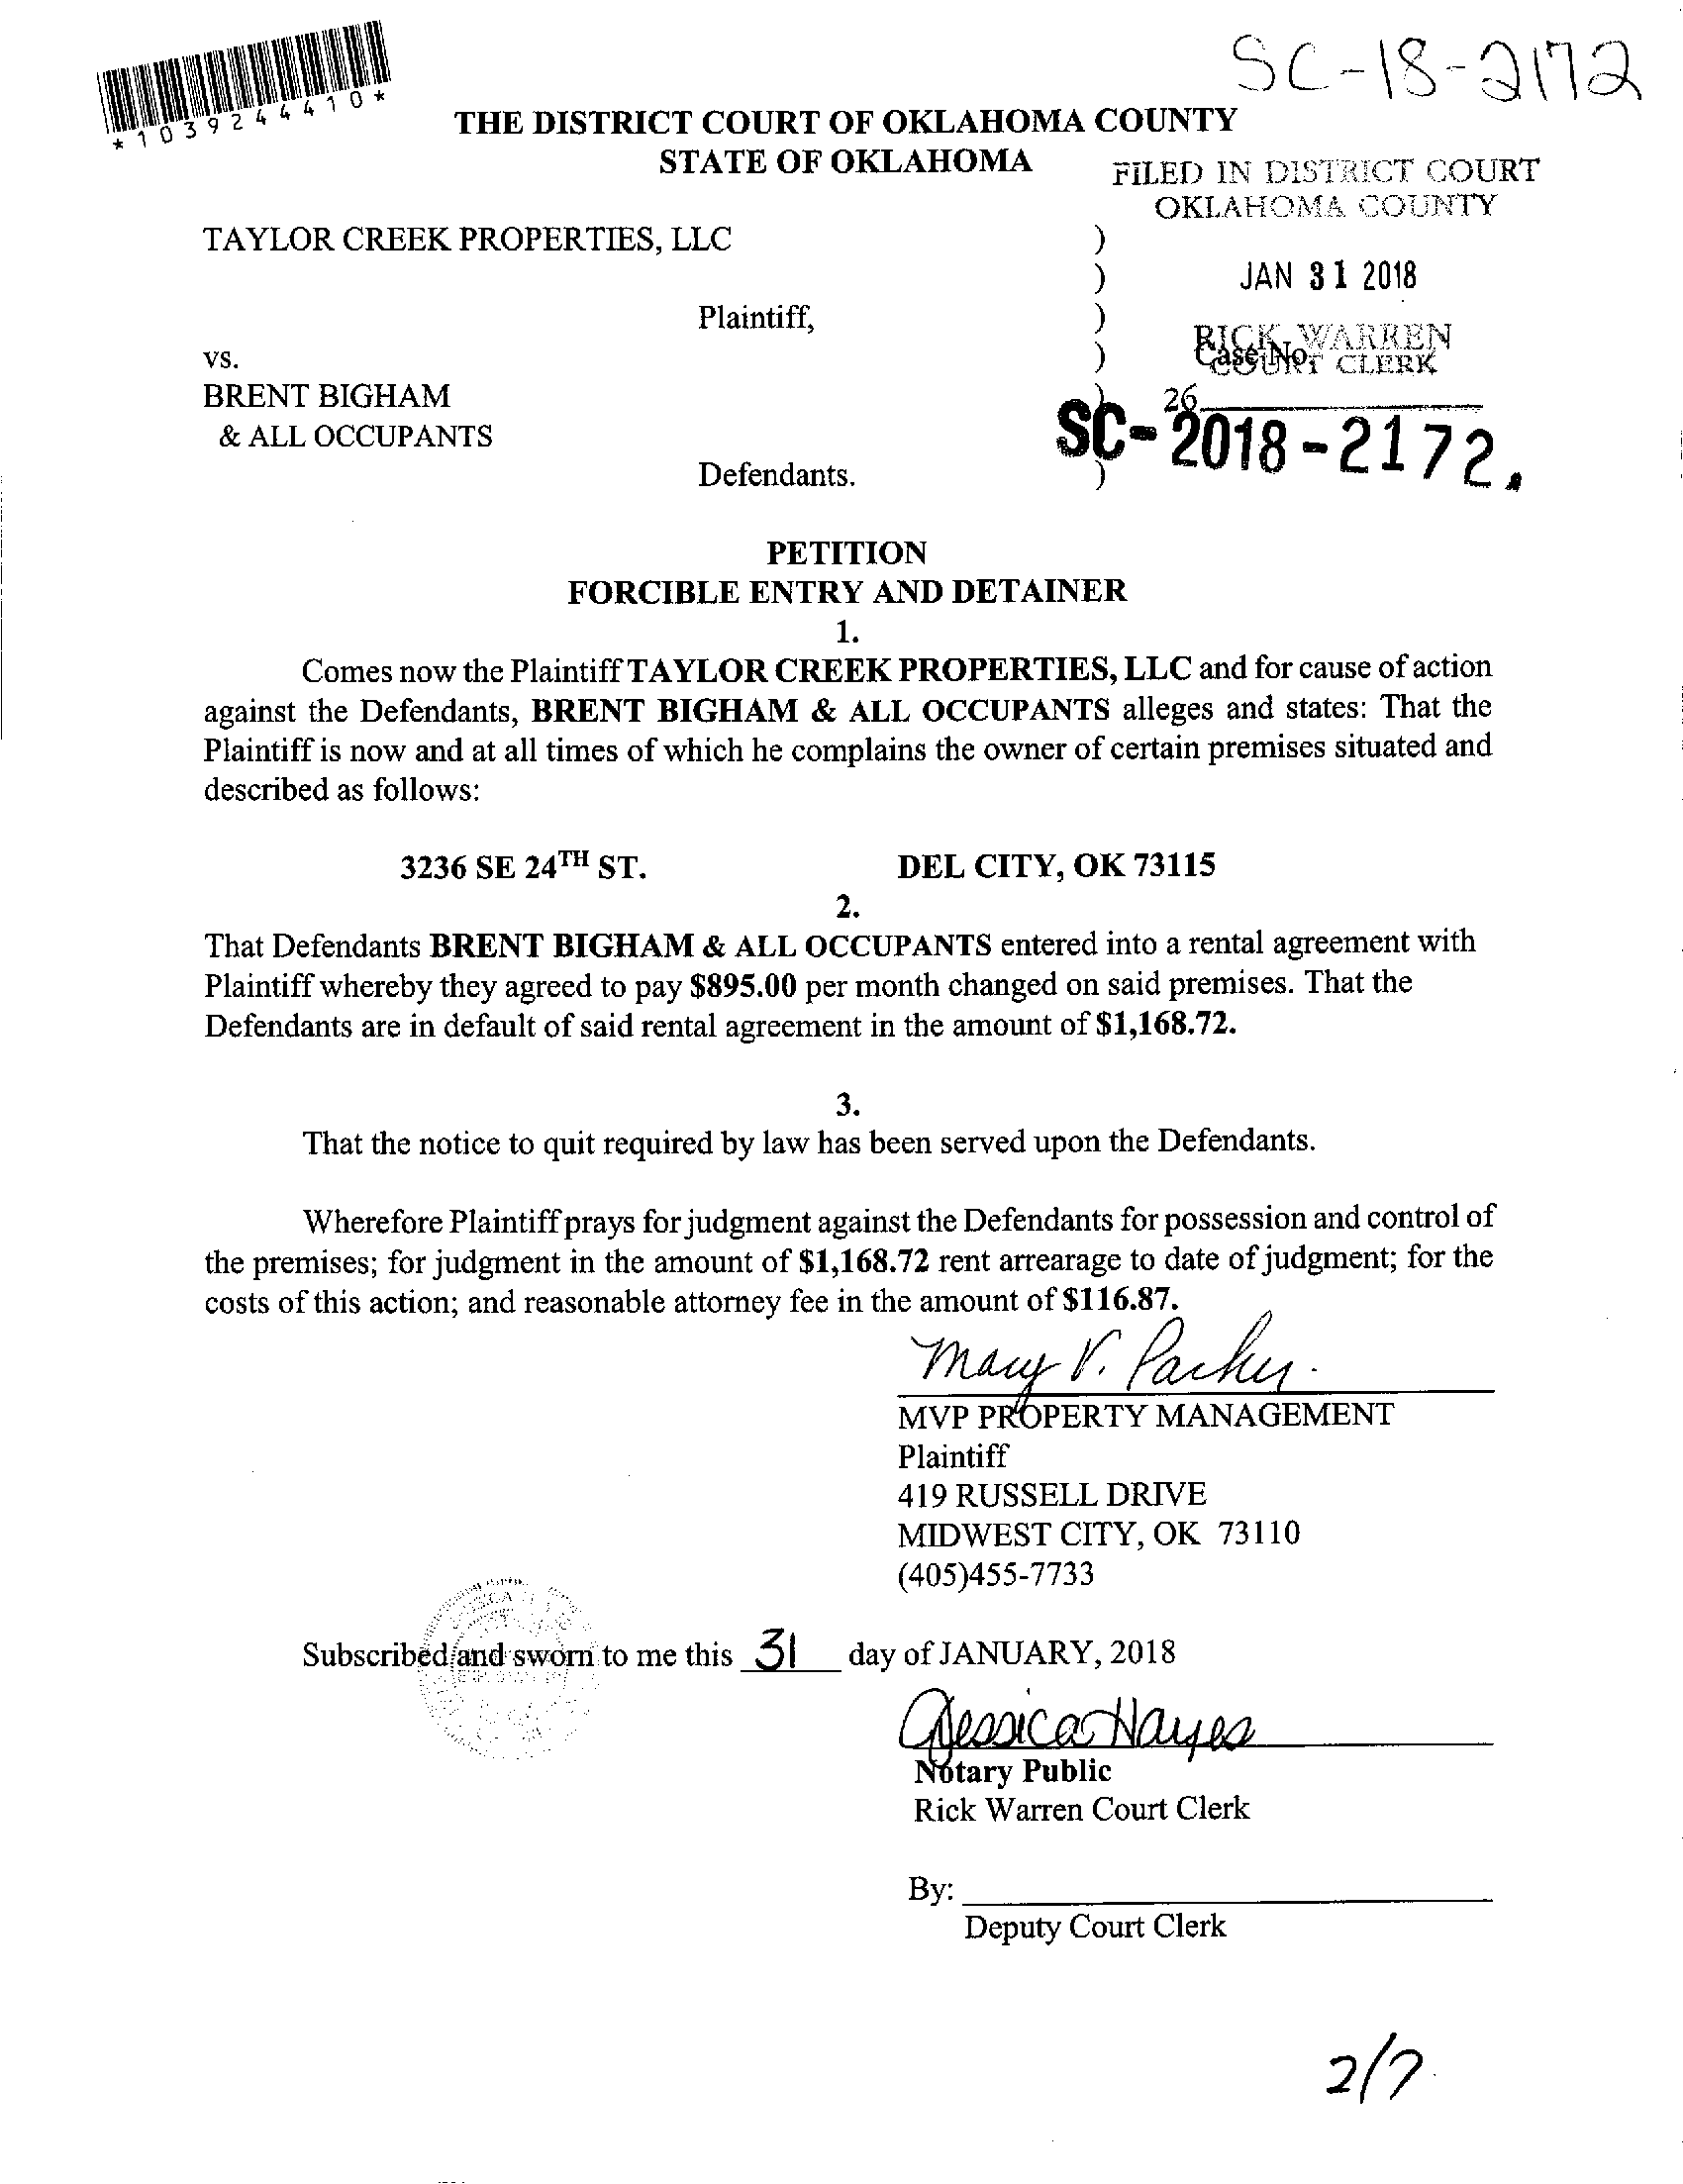 SC-18-2172
*1039244410*
THE DISTRICT COURT OF OKLAHOMA COUNTY
STATE OF OKLAHOMA
FILED IN DISTRICT COURT
OKLAHOMA COUNTY
TAYLOR CREEK PROPERTIES, LLC )
)
JAN 31 2018
Plaintiff, )
RICK WARREN
COURT CLERK
vs. ) Case No.
BRENT BIGHAM )
26
& ALL OCCUPANTS
SC-2018-2172.
Defendants. )
PETITION
FORCIBLE ENTRY AND DETAINER
1.
Comes now the Plaintiff TAYLOR CREEK PROPERTIES, LLC and for cause of action
against the Defendants, BRENT BIGHAM & ALL OCCUPANTS alleges and states: That the
Plaintiff is now and at all times of which he complains the owner of certain premises situated and
described as follows:
3236 SE 24TH ST. DEL CITY, OK 73115
2.
That Defendants BRENT BIGHAM & ALL OCCUPANTS entered into a rental agreement with
Plaintiff whereby they agreed to pay $895.00 per month changed on said premises. That the
Defendants are in default of said rental agreement in the amount of $1,168.72.
3.
That the notice to quit required by law has been served upon the Defendants.
Wherefore Plaintiff prays for judgment against the Defendants for possession and control of
the premises; for judgment in the amount of $1,168.72 rent arrearage to date of judgment; for the
costs of this action; and reasonable attorney fee in the amount of $116.87.
Mary V. Parker
MVP PROPERTY MANAGEMENT
Plaintiff
419 RUSSELL DRIVE
MIDWEST CITY, OK 73110
(405)455-7733
Subscribed and sworn to me this 31 day of JANUARY, 2018
Jessica Hayes
Notary Public
Rick Warren Court Clerk
By:
Deputy Court Clerk
2/7